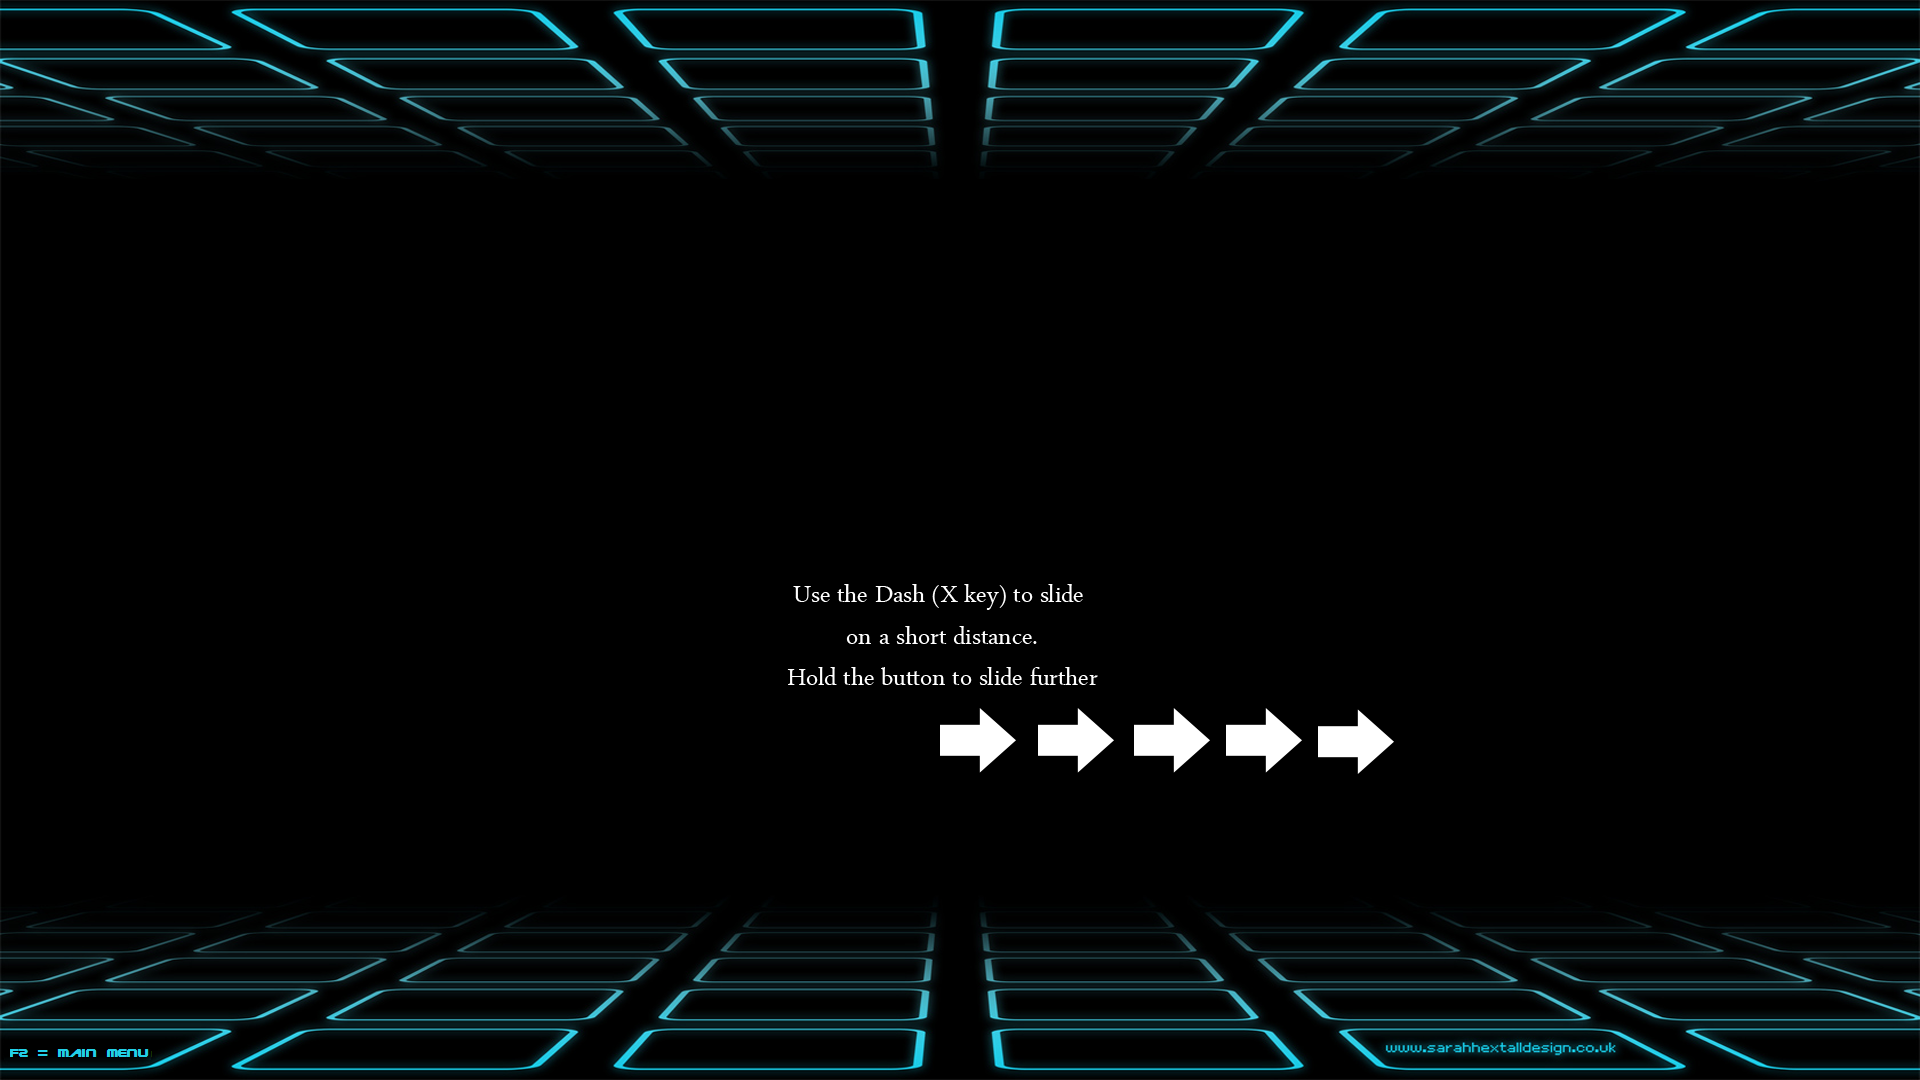 Use the Dash (X key) to slide
on a short distance.
Hold the button to slide further
F2 = MAIN MENU
www.sarahhextalldesign.co.uk